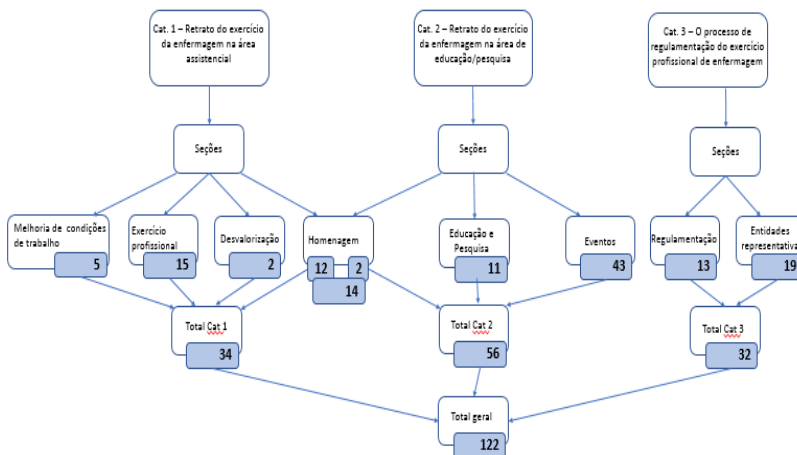 Cat. 1 – Retrato do exercício
da enfermagem na área
assistencial
Cat. 2 – Retrato do exercício
da enfermagem na área de
educação/pesquisa
Cat. 3 – O processo de
regulamentação do exercício
profissional de enfermagem
Seções
Seções
Seções
Melhoria de condições
de trabalho
5
Exercício
profissional
15
Desvalorização
2
Homenagem
12
2
14
Educação e
Pesquisa
11
Eventos
43
Regulamentação
13
Entidades
representativa
19
Total Cat 1
34
Total Cat 2
56
Total Cat 3
32
Total geral
122